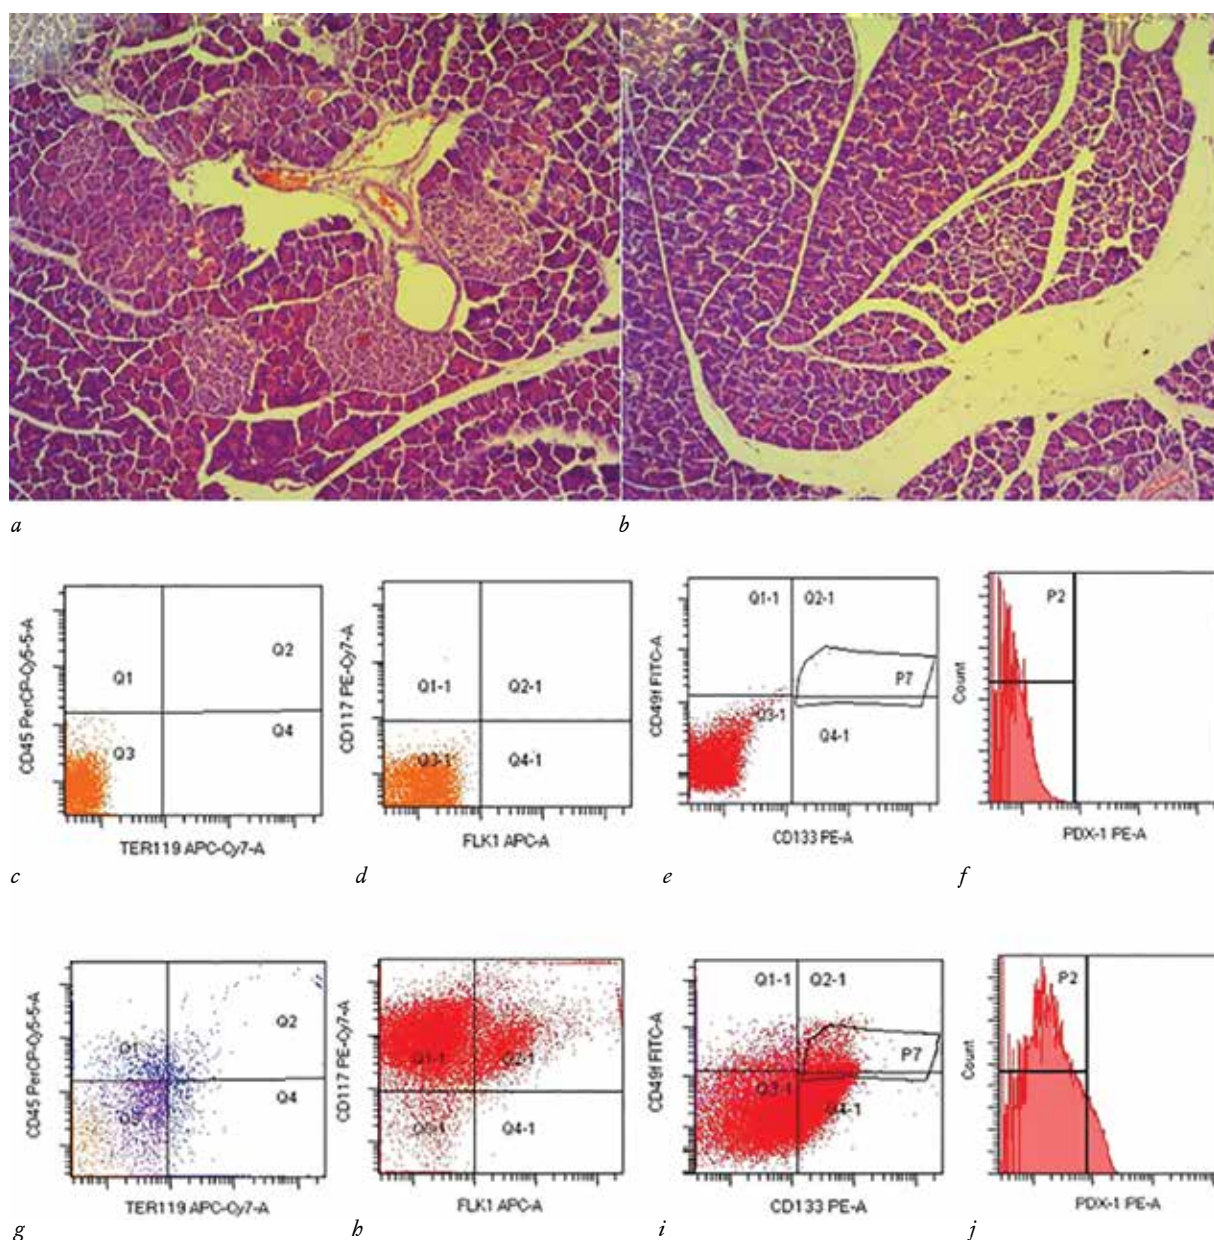 a
b
CD45 PerCP-Cy5-5-A
Q1
Q2
Q3
Q4
TER119 APC-Cy7-A
CD117 PE-Cy7-A
Q1-1
Q2-1
Q3-1
Q4-1
FLK1 APC-A
CD49f FITC-A
Q1-1
Q2-1
P7
Q3-1
Q4-1
CD133 PE-A
Count
P2
PDX-1 PE-A
c
d
e
f
CD45 PerCP-Cy5-5-A
Q1
Q2
Q3
Q4
TER119 APC-Cy7-A
CD117 PE-Cy7-A
Q1-1
Q2-1
Q3-1
Q4-1
FLK1 APC-A
CD49f FITC-A
Q1-1
Q2-1
P7
Q3-1
Q4-1
CD133 PE-A
Count
P2
PDX-1 PE-A
g
h
i
j